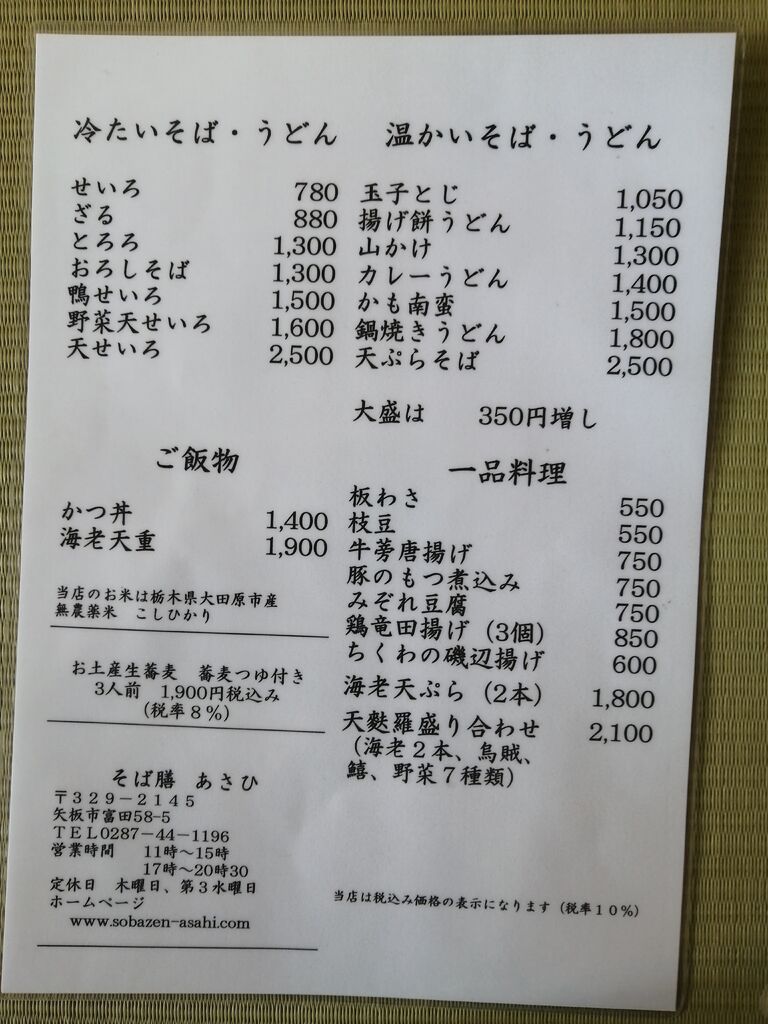 冷たいそば・うどん
せいろ 780
ざる 880
とろろ 1,300
おろしそば 1,300
鴨せいろ 1,500
野菜天せいろ 1,600
天せいろ 2,500
温かいそば・うどん
玉子とじ 1,050
揚げ餅うどん 1,150
山かけ 1,300
カレーうどん 1,400
かも南蛮 1,500
鍋焼きうどん 1,800
天ぷらそば 2,500
大盛は 350円増し
ご飯物
かつ丼 1,400
海老天重 1,900
当店のお米は栃木県大田原市産
無農薬米 こしひかり
お土産生蕎麦 蕎麦つゆ付き
3人前 1,900円税込み
(税率８％)
そば膳 あさひ
〒３２９－２１４５
矢板市富田58-5
ＴＥＬ0287ー44ー1196
営業時間 11時～15時
17時～20時30
定休日 木曜日、第３水曜日
ホームページ
www.sobazen-asahi.com
一品料理
板わさ 550
枝豆 550
牛蒡唐揚げ 750
豚のもつ煮込み 750
みぞれ豆腐 750
鶏竜田揚げ（3個） 850
ちくわの磯辺揚げ 600
海老天ぷら（2本） 1,800
天麩羅盛り合わせ 2,100
（海老２本、烏賊、
鱚、野菜７種類）
当店は税込み価格の表示になります（税率１０％）